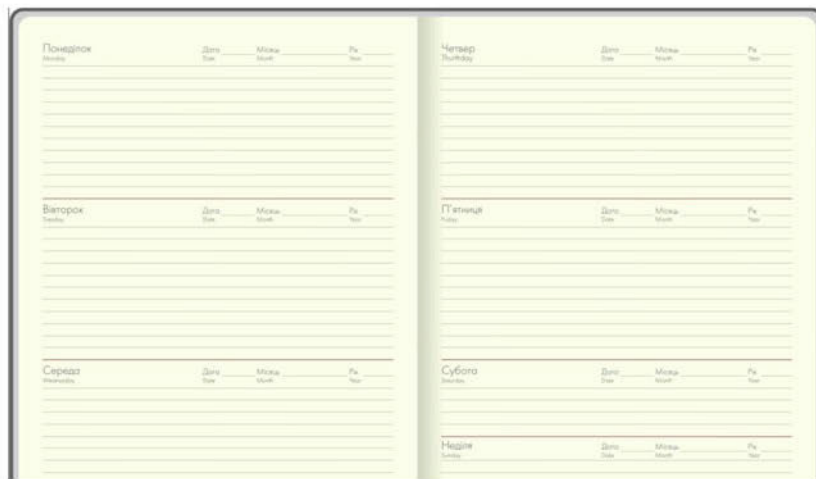 Понеділок Дата Місяць Рік
Monday Date Month Year
Вівторок Дата Місяць Рік
Tuesday Date Month Year
Середа Дата Місяць Рік
Wednesday Date Month Year
Четвер Дата Місяць Рік
Date Month Year
П'ятниця Дата Місяць Рік
Friday Date Month Year
Субота Дата Місяць Рік
Saturday Date Month Year
Неділя Дата Місяць Рік
Sunday Date Month Year